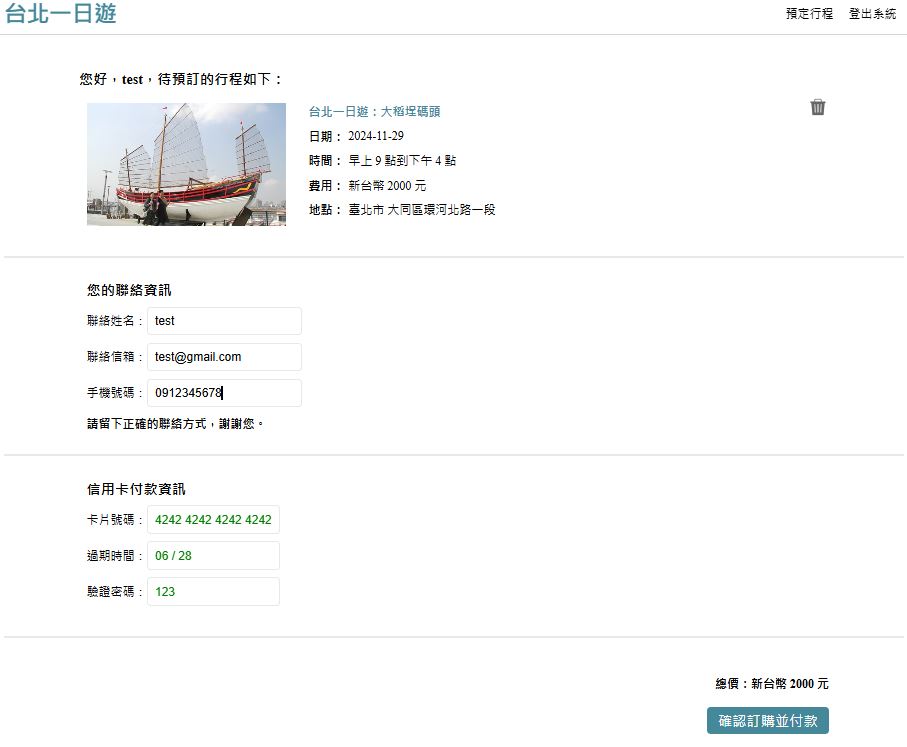 台北一日遊
預定行程 登出系統
您好，test，待預訂的行程如下：
台北一日遊：大稻埕碼頭
日期： 2024-11-29
時間： 早上 9 點到下午 4 點
費用： 新台幣 2000 元
地點： 臺北市 大同區環河北路一段
您的聯絡資訊
聯絡姓名： test
聯絡信箱： test@gmail.com
手機號碼： 0912345678
請留下正確的聯絡方式，謝謝您。
信用卡付款資訊
卡片號碼： 4242 4242 4242 4242
過期時間： 06 / 28
驗證密碼： 123
總價：新台幣 2000 元
確認訂購並付款